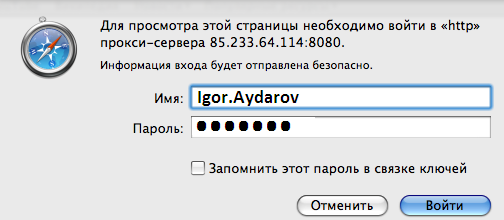 Для просмотра этой страницы необходимо войти в «http»
прокси-сервера 85.233.64.114:8080.
Информация входа будет отправлена безопасно.
Имя: Igor.Aydarov
Пароль: ●●●●●●●
Запомнить этот пароль в связке ключей
Отменить Войти